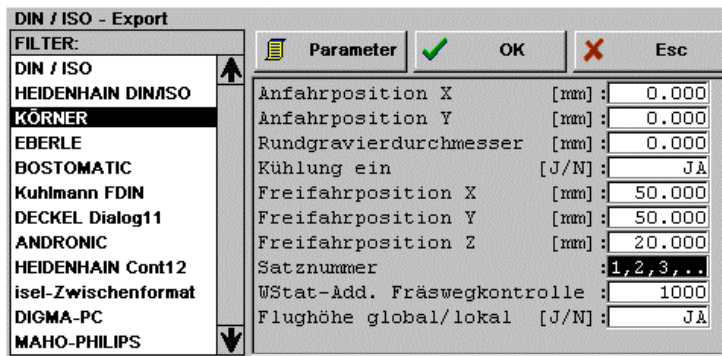 DIN / ISO - Export
FILTER:
DIN / ISO
HEIDENHAIN DIN/ISO
KÖRNER
EBERLE
BOSTOMATIC
Kuhlmann FDIN
DECKEL Dialog11
ANDRONIC
HEIDENHAIN Cont12
isel-Zwischenformat
DIGMA-PC
MAHO-PHILIPS
Parameter OK Esc
Anfahrposition X [mm] : 0.000
Anfahrposition Y [mm] : 0.000
Rundgravierdurchmesser [mm] : 0.000
Kühlung ein [J/N] : JA
Freifahrposition X [mm] : 50.000
Freifahrposition Y [mm] : 50.000
Freifahrposition Z [mm] : 20.000
Satznummer : 1,2,3,..
WStat-Add. Fräswegkontrolle : 1000
Flughöhe global/lokal [J/N] : JA